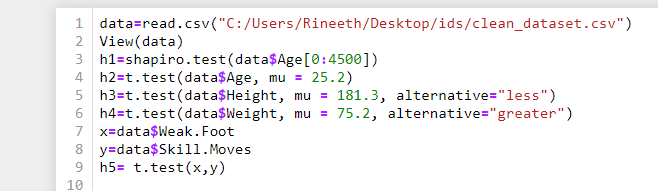 1 data=read.csv("C:/Users/Rineeth/Desktop/ids/clean_dataset.csv")
2 View(data)
3 h1=shapiro.test(data$Age[0:4500])
4 h2=t.test(data$Age, mu = 25.2)
5 h3=t.test(data$Height, mu = 181.3, alternative="less")
6 h4=t.test(data$Weight, mu = 75.2, alternative="greater")
7 x=data$Weak.Foot
8 y=data$Skill.Moves
9 h5= t.test(x,y)
10